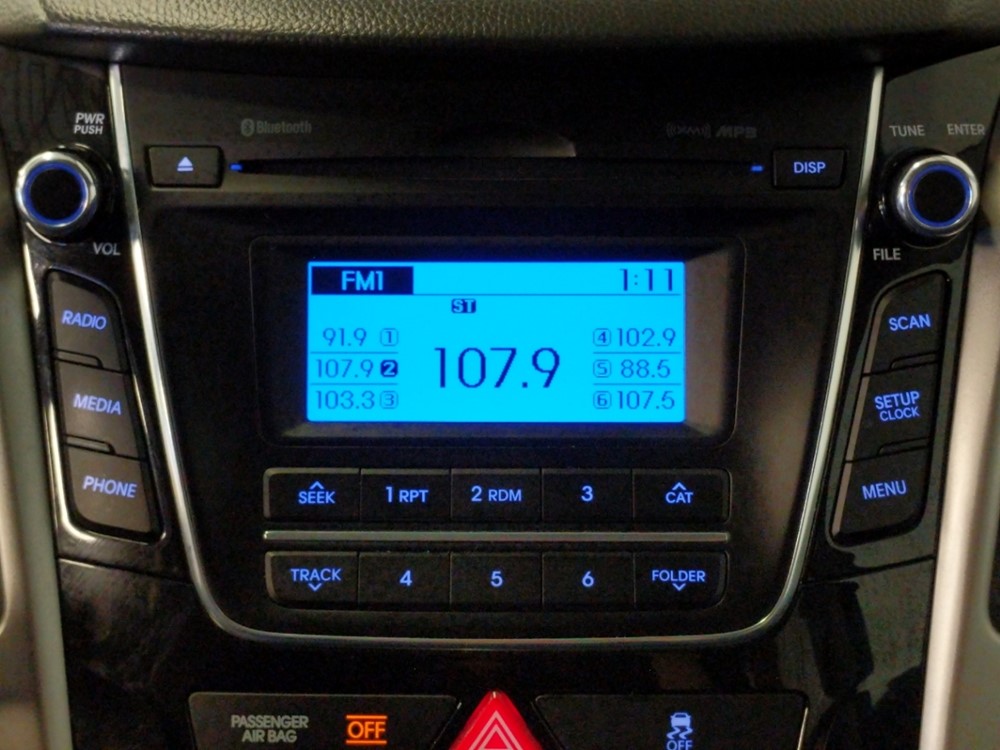 PWR
PUSH
Bluetooth
((XM)) MP3
TUNE ENTER
DISP
VOL
FILE
FM1 1:11
ST
91.9 1
107.9 2
103.3 3
107.9
4 102.9
5 88.5
6 107.5
RADIO
MEDIA
PHONE
SCAN
SETUP
CLOCK
MENU
SEEK 1 RPT 2 RDM 3 CAT
TRACK 4 5 6 FOLDER
PASSENGER
AIR BAG
OFF
OFF